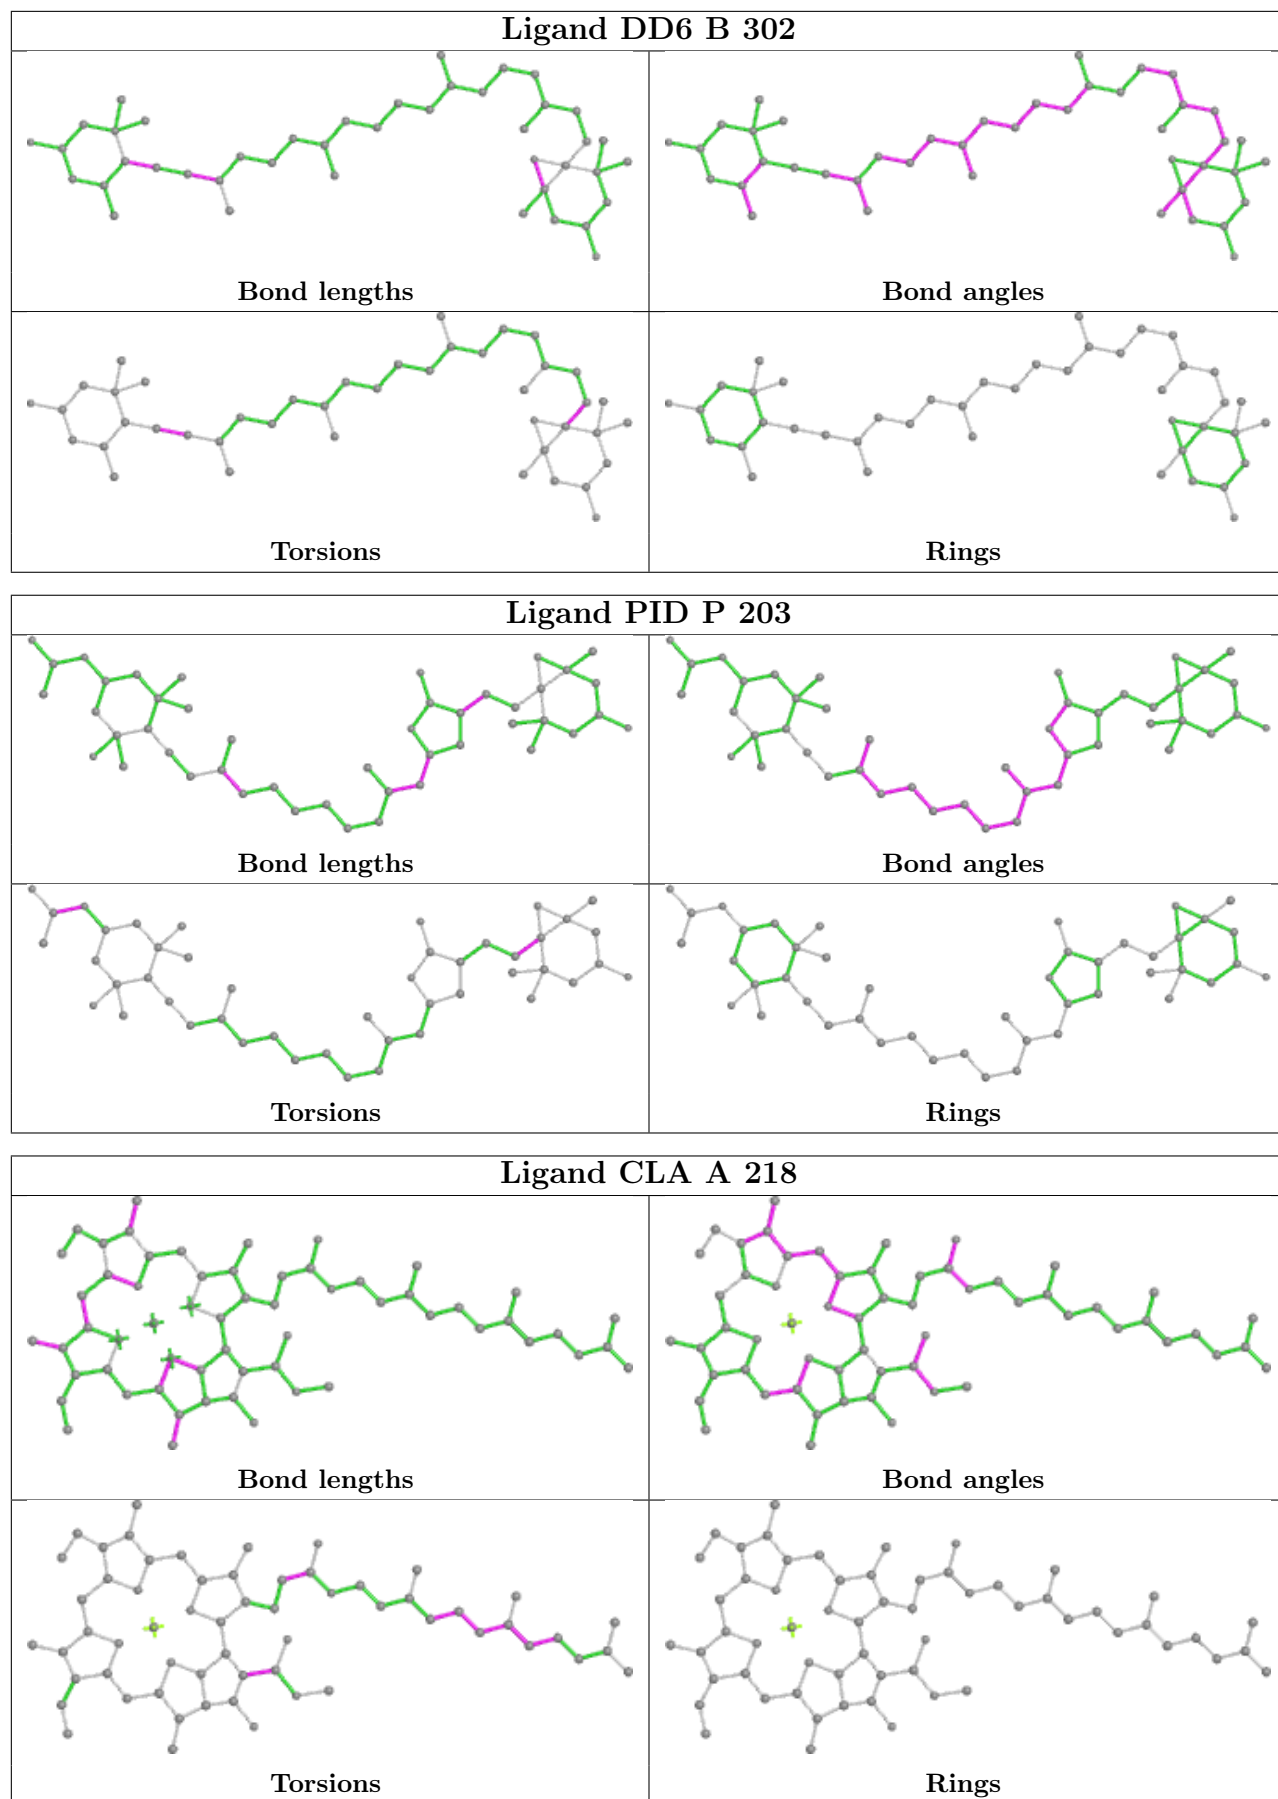 Ligand DD6 B 302
Bond lengths
Bond angles
Torsions
Rings
Ligand PID P 203
Bond lengths
Bond angles
Torsions
Rings
Ligand CLA A 218
Bond lengths
Bond angles
Torsions
Rings